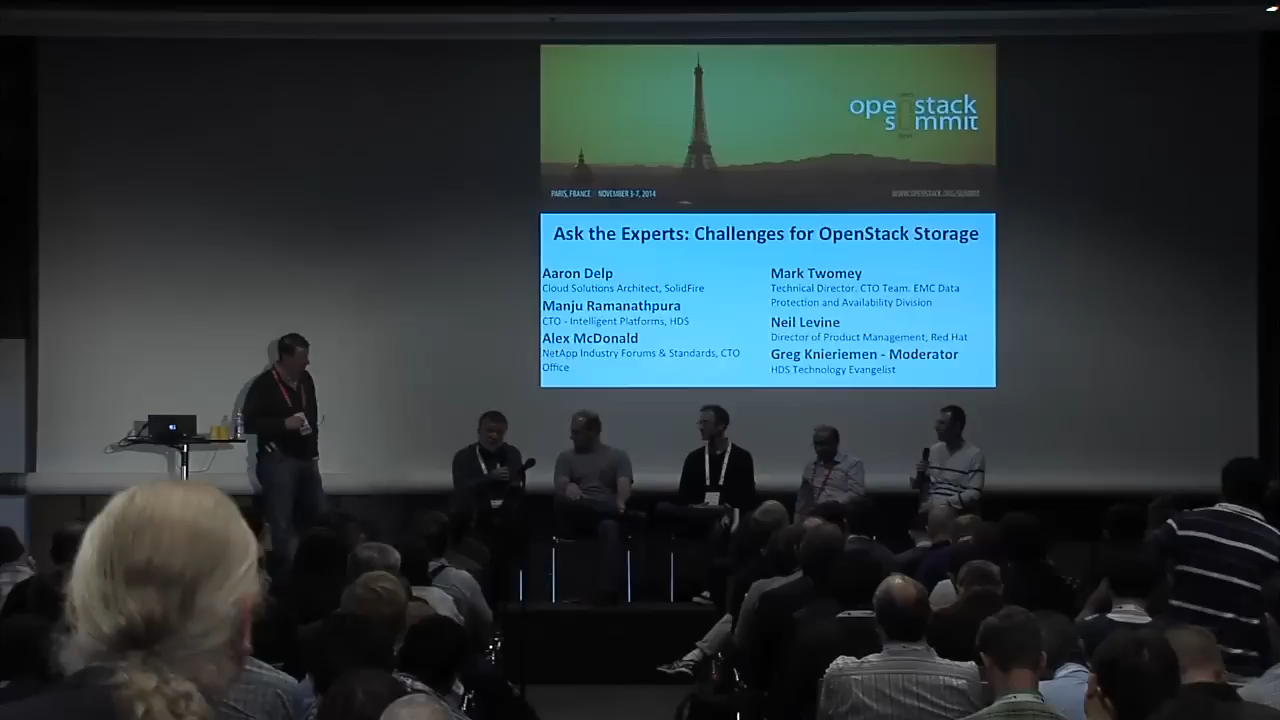 openstack
summit
PARIS, FRANCE NOVEMBER 3-7, 2014
WWW.OPENSTACK.ORG/SUMMIT
Ask the Experts: Challenges for OpenStack Storage
Aaron Delp
Cloud Solutions Architect, SolidFire
Manju Ramanathpura
CTO - Intelligent Platforms, HDS
Alex McDonald
NetApp Industry Forums & Standards, CTO
Office
Mark Twomey
Technical Director. CTO Team. EMC Data
Protection and Availability Division
Neil Levine
Director of Product Management, Red Hat
Greg Knieriemen - Moderator
HDS Technology Evangelist